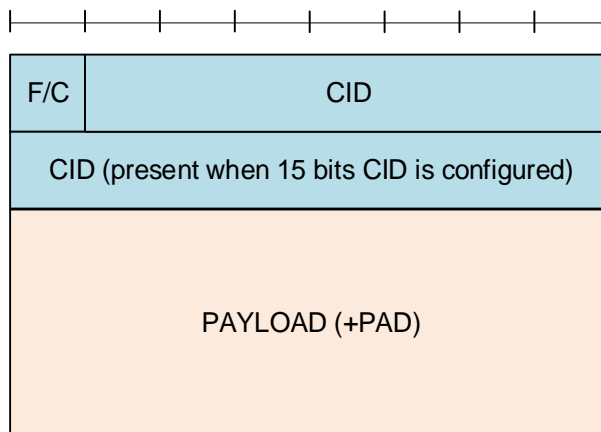 F/C CID
CID (present when 15 bits CID is configured)
PAYLOAD (+PAD)